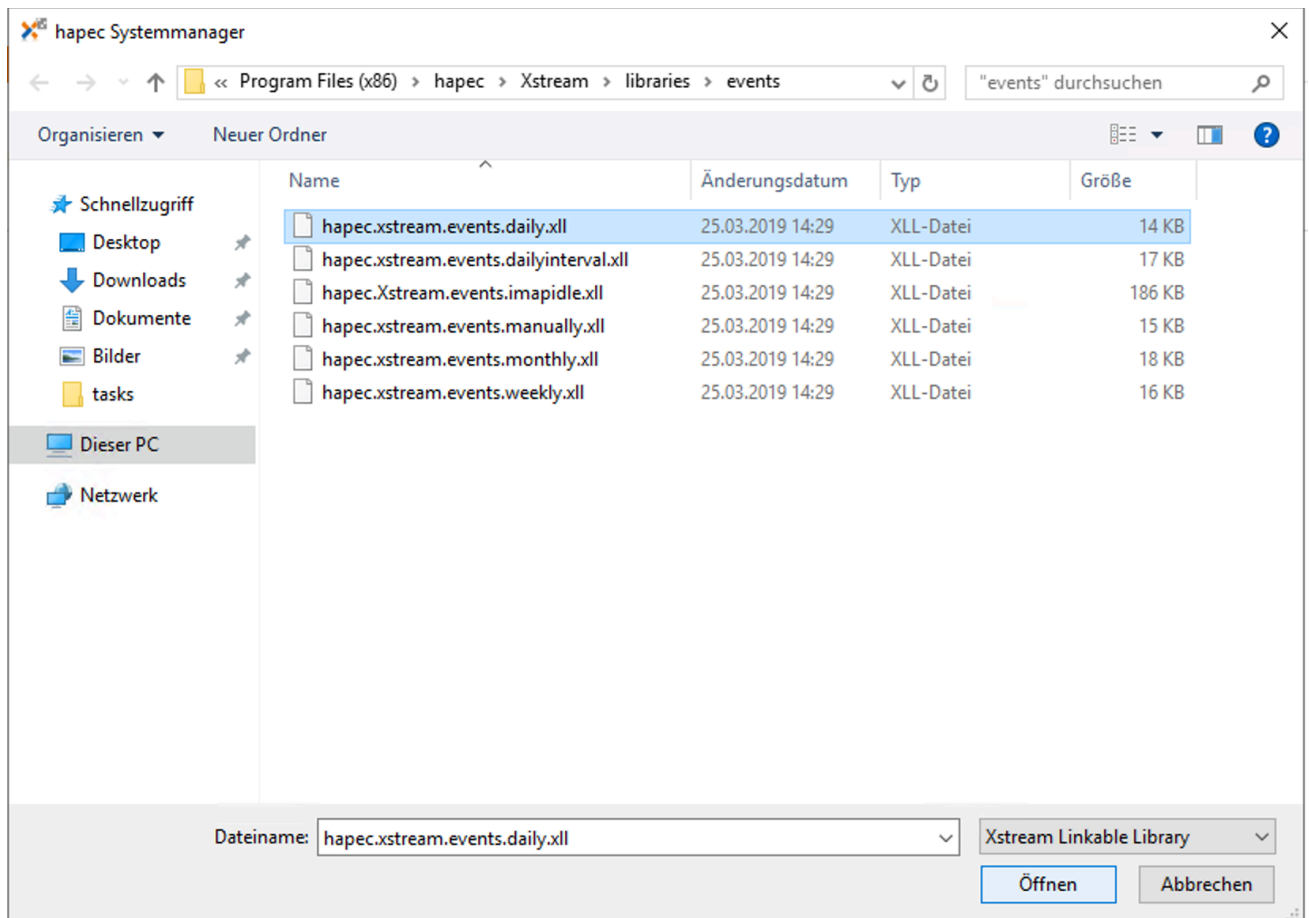 hapec Systemmanager
« Program Files (x86) › hapec › Xstream › libraries › events
"events" durchsuchen
Organisieren
Neuer Ordner
Name
Änderungsdatum
Typ
Größe
Schnellzugriff
Desktop
Downloads
Dokumente
Bilder
tasks
Dieser PC
Netzwerk
hapec.xstream.events.daily.xll 25.03.2019 14:29 XLL-Datei 14 KB
hapec.xstream.events.dailyinterval.xll 25.03.2019 14:29 XLL-Datei 17 KB
hapec.Xstream.events.imapidle.xll 25.03.2019 14:29 XLL-Datei 186 KB
hapec.xstream.events.manually.xll 25.03.2019 14:29 XLL-Datei 15 KB
hapec.xstream.events.monthly.xll 25.03.2019 14:29 XLL-Datei 18 KB
hapec.xstream.events.weekly.xll 25.03.2019 14:29 XLL-Datei 16 KB
Dateiname: hapec.xstream.events.daily.xll
Xstream Linkable Library
Öffnen
Abbrechen